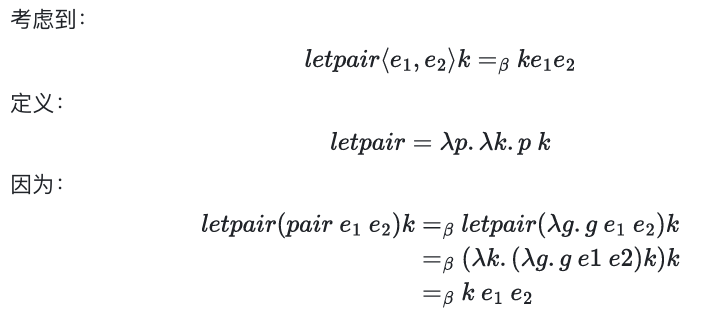 考虑到：
letpair⟨e₁, e₂⟩k =β ke₁e₂
定义：
letpair = λp. λk. p k
因为：
letpair(pair e₁ e₂)k =β letpair(λg. g e₁ e₂)k
=β (λk. (λg. g e1 e2)k)k
=β k e₁ e₂